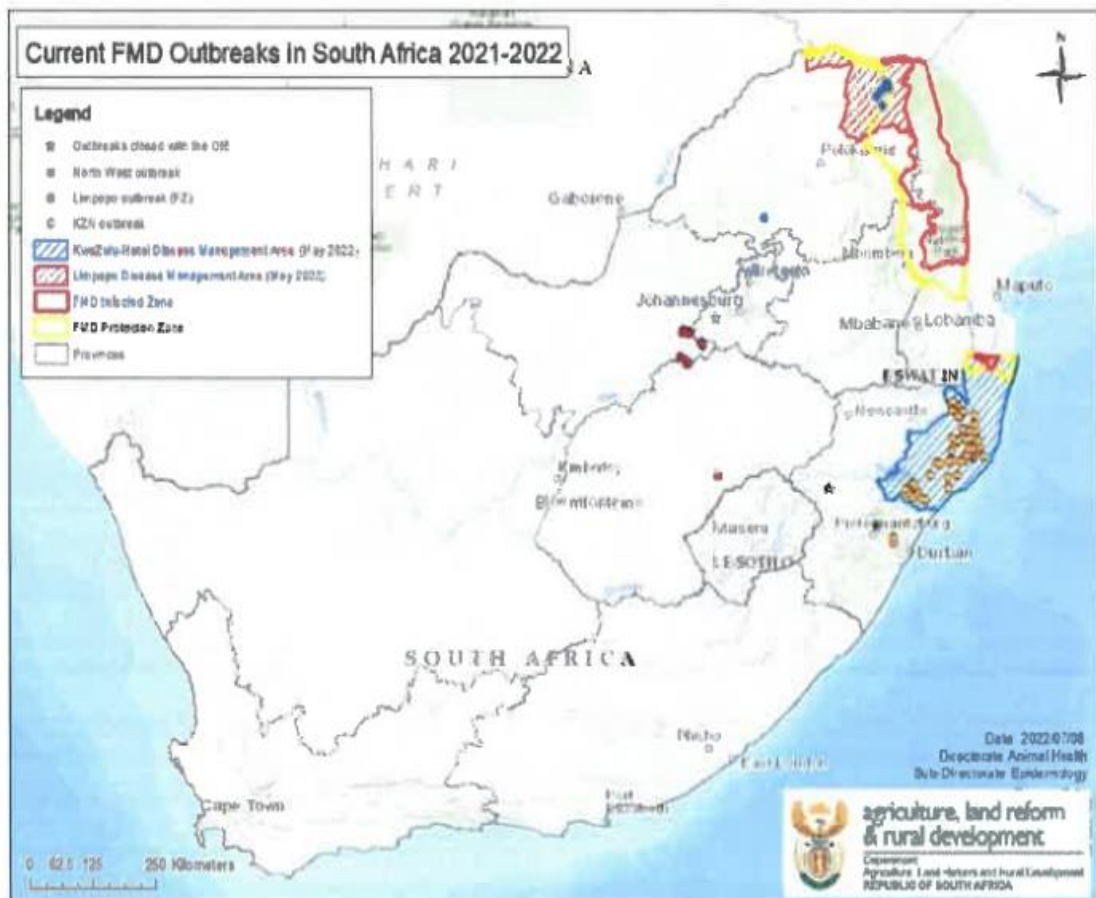 Current FMD Outbreaks in South Africa 2021-2022
N
NA
Legend
Outbreaks closed with the OIE
North West outbreak
Limpopo outbreak (PZ)
KZN outbreak
KwaZulu-Natal Disease Management Area (May 2022)
Limpopo Disease Management Area (May 2022)
FMD Infected Zone
FMD Protection Zone
Provinces
HARI
ERT
Polokwane
Gaborone
Mbombela
Maputo
Johannesburg
Mbabane
Lobamba
ESWATINI
Newcastle
Kimberley
Bloemfontein
Maseru
LESOTHO
Pietermaritzburg
Durban
SOUTH AFRICA
Bhisho
East London
Port
Elizabeth
Cape Town
Date 2022/07/08
Directorate Animal Health
Sub-Directorate Epidemiology
0 62.5 125 250 Kilometers
agriculture, land reform
& rural development
Department:
Agriculture, Land Reform and Rural Development
REPUBLIC OF SOUTH AFRICA